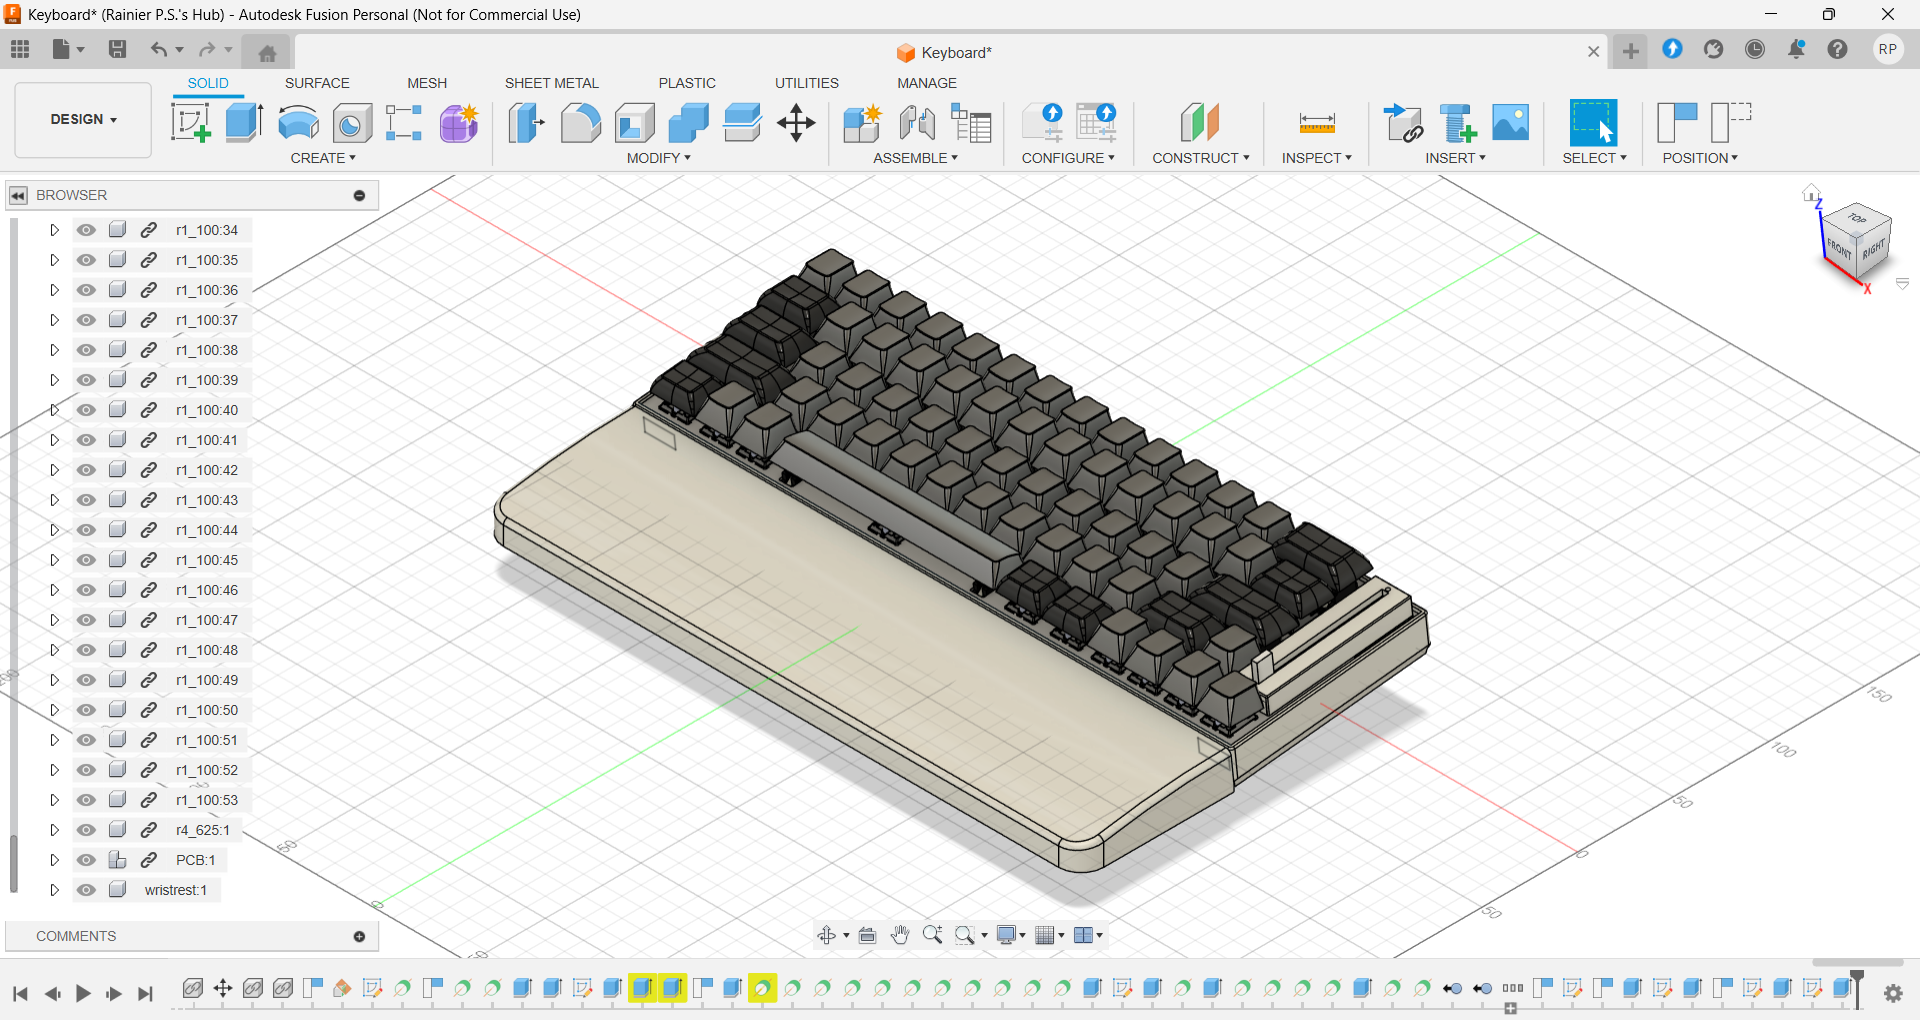 Keyboard* (Rainier P.S.'s Hub) - Autodesk Fusion Personal (Not for Commercial Use)
Keyboard*
RP
DESIGN
SOLID
SURFACE
MESH
SHEET METAL
PLASTIC
UTILITIES
MANAGE
CREATE
MODIFY
ASSEMBLE
CONFIGURE
CONSTRUCT
INSPECT
INSERT
SELECT
POSITION
BROWSER
r1_100:34
r1_100:35
r1_100:36
r1_100:37
r1_100:38
r1_100:39
r1_100:40
r1_100:41
r1_100:42
r1_100:43
r1_100:44
r1_100:45
r1_100:46
r1_100:47
r1_100:48
r1_100:49
r1_100:50
r1_100:51
r1_100:52
r1_100:53
r4_625:1
PCB:1
wristrest:1
Z
TOP
FRONT
RIGHT
X
150
100
50
0
50
50
0
COMMENTS